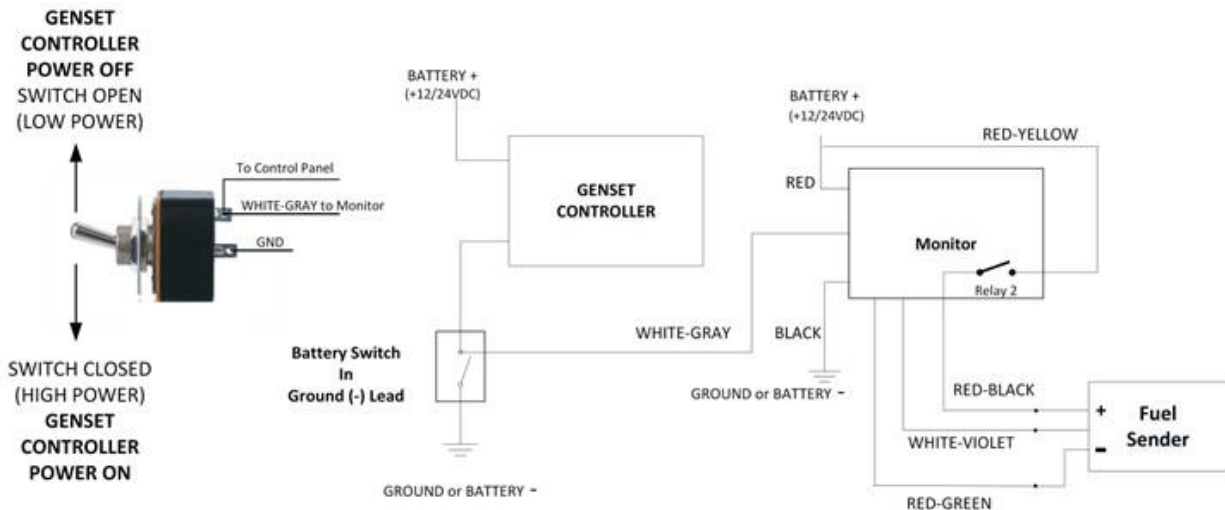 GENSET
CONTROLLER
POWER OFF
SWITCH OPEN
(LOW POWER)
To Control Panel
WHITE-GRAY to Monitor
GND
SWITCH CLOSED
(HIGH POWER)
GENSET
CONTROLLER
POWER ON
BATTERY +
(+12/24VDC)
GENSET
CONTROLLER
Battery Switch
In
Ground (-) Lead
GROUND or BATTERY -
WHITE-GRAY
BATTERY +
(+12/24VDC)
RED-YELLOW
RED
Monitor
Relay 2
BLACK
GROUND or BATTERY -
RED-BLACK
WHITE-VIOLET
RED-GREEN
+
-
Fuel
Sender